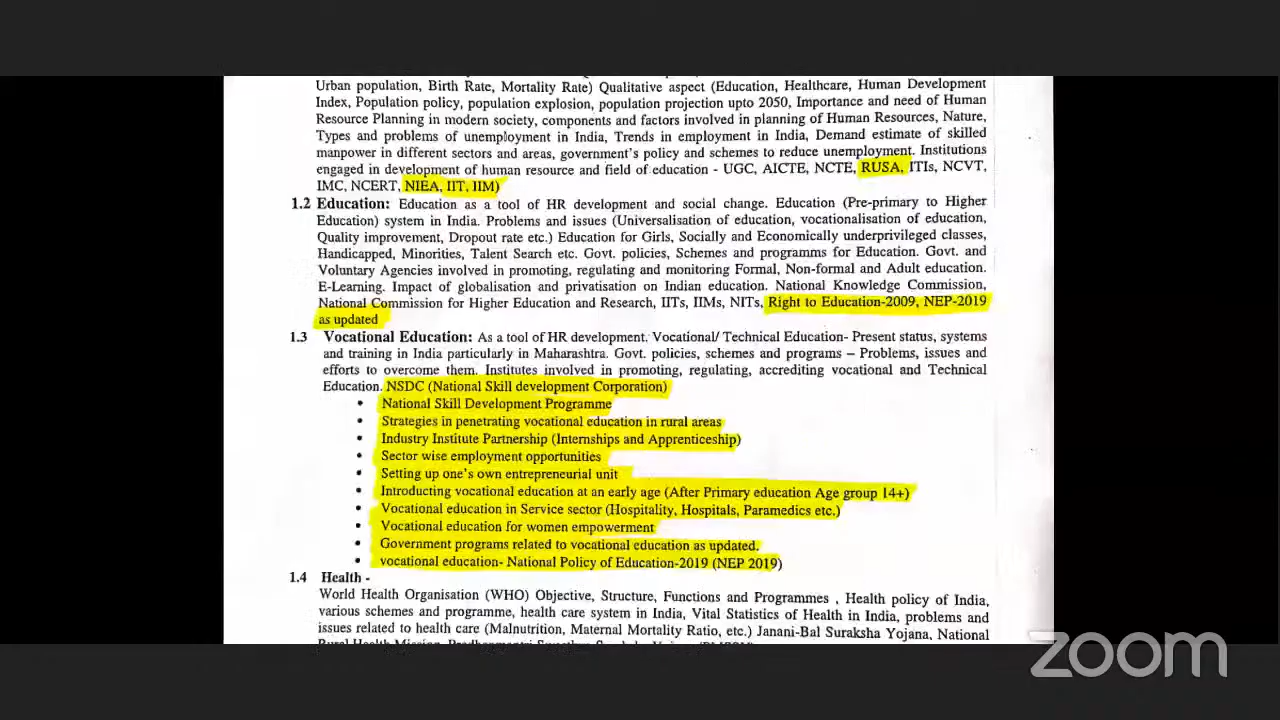 Urban population, Birth Rate, Mortality Rate) Qualitative aspect (Education, Healthcare, Human Development
Index, Population policy, population explosion, population projection upto 2050, Importance and need of Human
Resource Planning in modern society, components and factors involved in planning of Human Resources, Nature,
Types and problems of unemployment in India, Trends in employment in India, Demand estimate of skilled
manpower in different sectors and areas, government's policy and schemes to reduce unemployment. Institutions
engaged in development of human resource and field of education - UGC, AICTE, NCTE, RUSA, ITIs, NCVT,
IMC, NCERT, NIEA, IIT, IIM)
1.2 Education: Education as a tool of HR development and social change. Education (Pre-primary to Higher
Education) system in India. Problems and issues (Universalisation of education, vocationalisation of education,
Quality improvement, Dropout rate etc.) Education for Girls, Socially and Economically underprivileged classes,
Handicapped, Minorities, Talent Search etc. Govt. policies, Schemes and programms for Education. Govt. and
Voluntary Agencies involved in promoting, regulating and monitoring Formal, Non-formal and Adult education.
E-Learning. Impact of globalisation and privatisation on Indian education. National Knowledge Commission,
National Commission for Higher Education and Research, IITs, IIMs, NITs, Right to Education-2009, NEP-2019
as updated
1.3 Vocational Education: As a tool of HR development. Vocational/ Technical Education- Present status, systems
and training in India particularly in Maharashtra. Govt. policies, schemes and programs – Problems, issues and
efforts to overcome them. Institutes involved in promoting, regulating, accrediting vocational and Technical
Education. NSDC (National Skill development Corporation)
• National Skill Development Programme
• Strategies in penetrating vocational education in rural areas
• Industry Institute Partnership (Internships and Apprenticeship)
• Sector wise employment opportunities
• Setting up one's own entrepreneurial unit
• Introducting vocational education at an early age (After Primary education Age group 14+)
• Vocational education in Service sector (Hospitality, Hospitals, Paramedics etc.)
• Vocational education for women empowerment
• Government programs related to vocational education as updated.
• vocational education- National Policy of Education-2019 (NEP 2019)
1.4 Health -
World Health Organisation (WHO) Objective, Structure, Functions and Programmes , Health policy of India,
various schemes and programme, health care system in India, Vital Statistics of Health in India, problems and
issues related to health care (Malnutrition, Maternal Mortality Ratio, etc.) Janani-Bal Suraksha Yojana, National
zoom